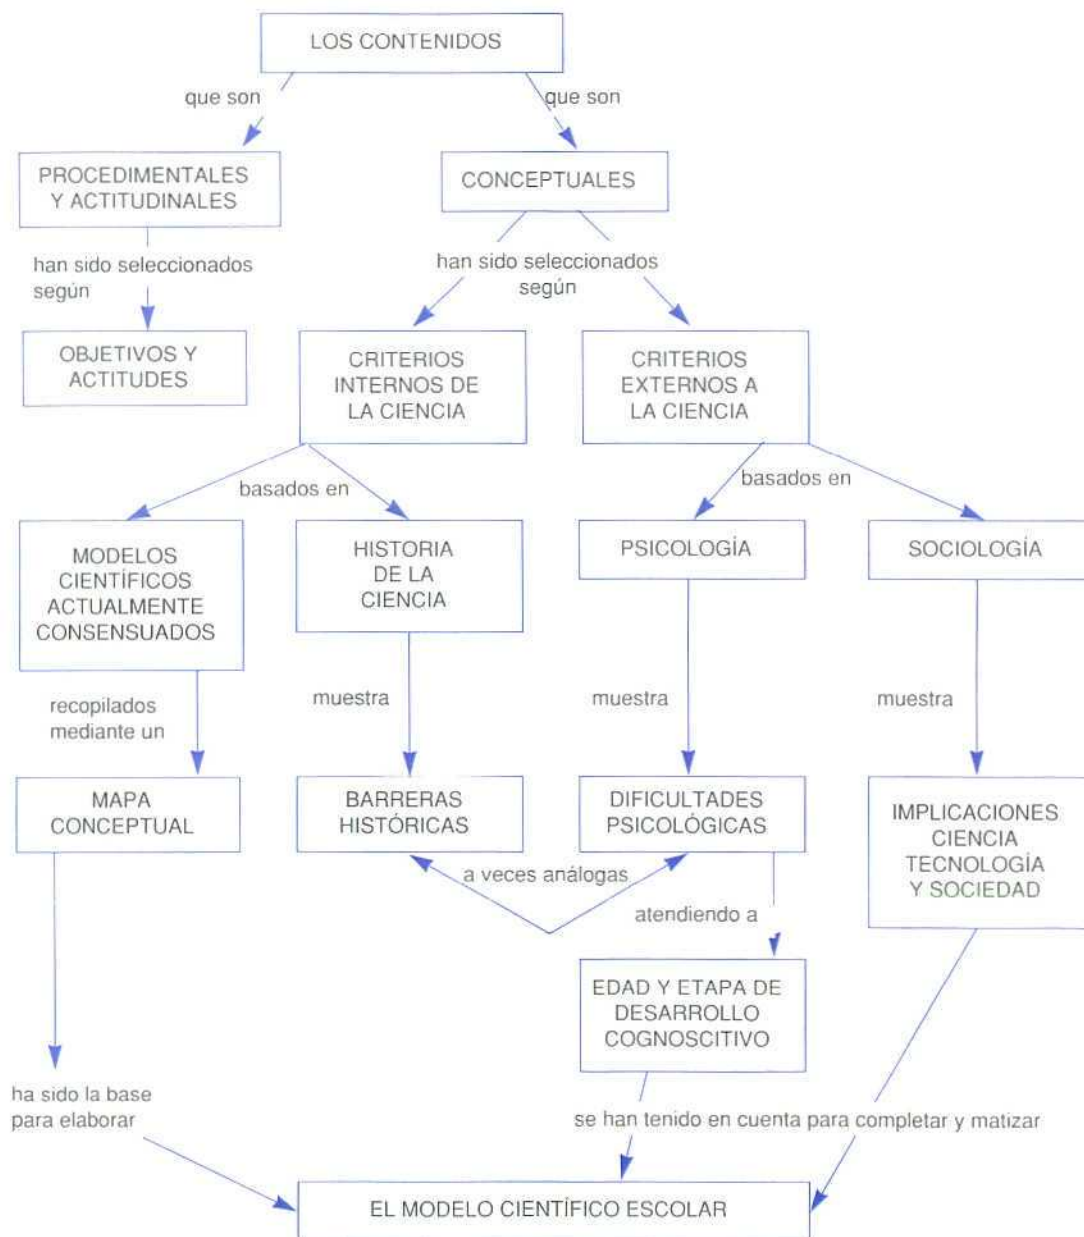 LOS CONTENIDOS
que son
que son
PROCEDIMENTALES
Y ACTITUDINALES
CONCEPTUALES
han sido seleccionados
según
han sido seleccionados
según
OBJETIVOS Y
ACTITUDES
CRITERIOS
INTERNOS DE
LA CIENCIA
CRITERIOS
EXTERNOS A
LA CIENCIA
basados en
basados en
MODELOS
CIENTÍFICOS
ACTUALMENTE
CONSENSUADOS
HISTORIA
DE LA
CIENCIA
PSICOLOGÍA
SOCIOLOGÍA
recopilados
mediante un
muestra
muestra
muestra
MAPA
CONCEPTUAL
BARRERAS
HISTÓRICAS
DIFICULTADES
PSICOLÓGICAS
IMPLICACIONES
CIENCIA
TECNOLOGÍA
Y SOCIEDAD
a veces análogas
atendiendo a
EDAD Y ETAPA DE
DESARROLLO
COGNOSCITIVO
ha sido la base
para elaborar
se han tenido en cuenta para completar y matizar
EL MODELO CIENTÍFICO ESCOLAR